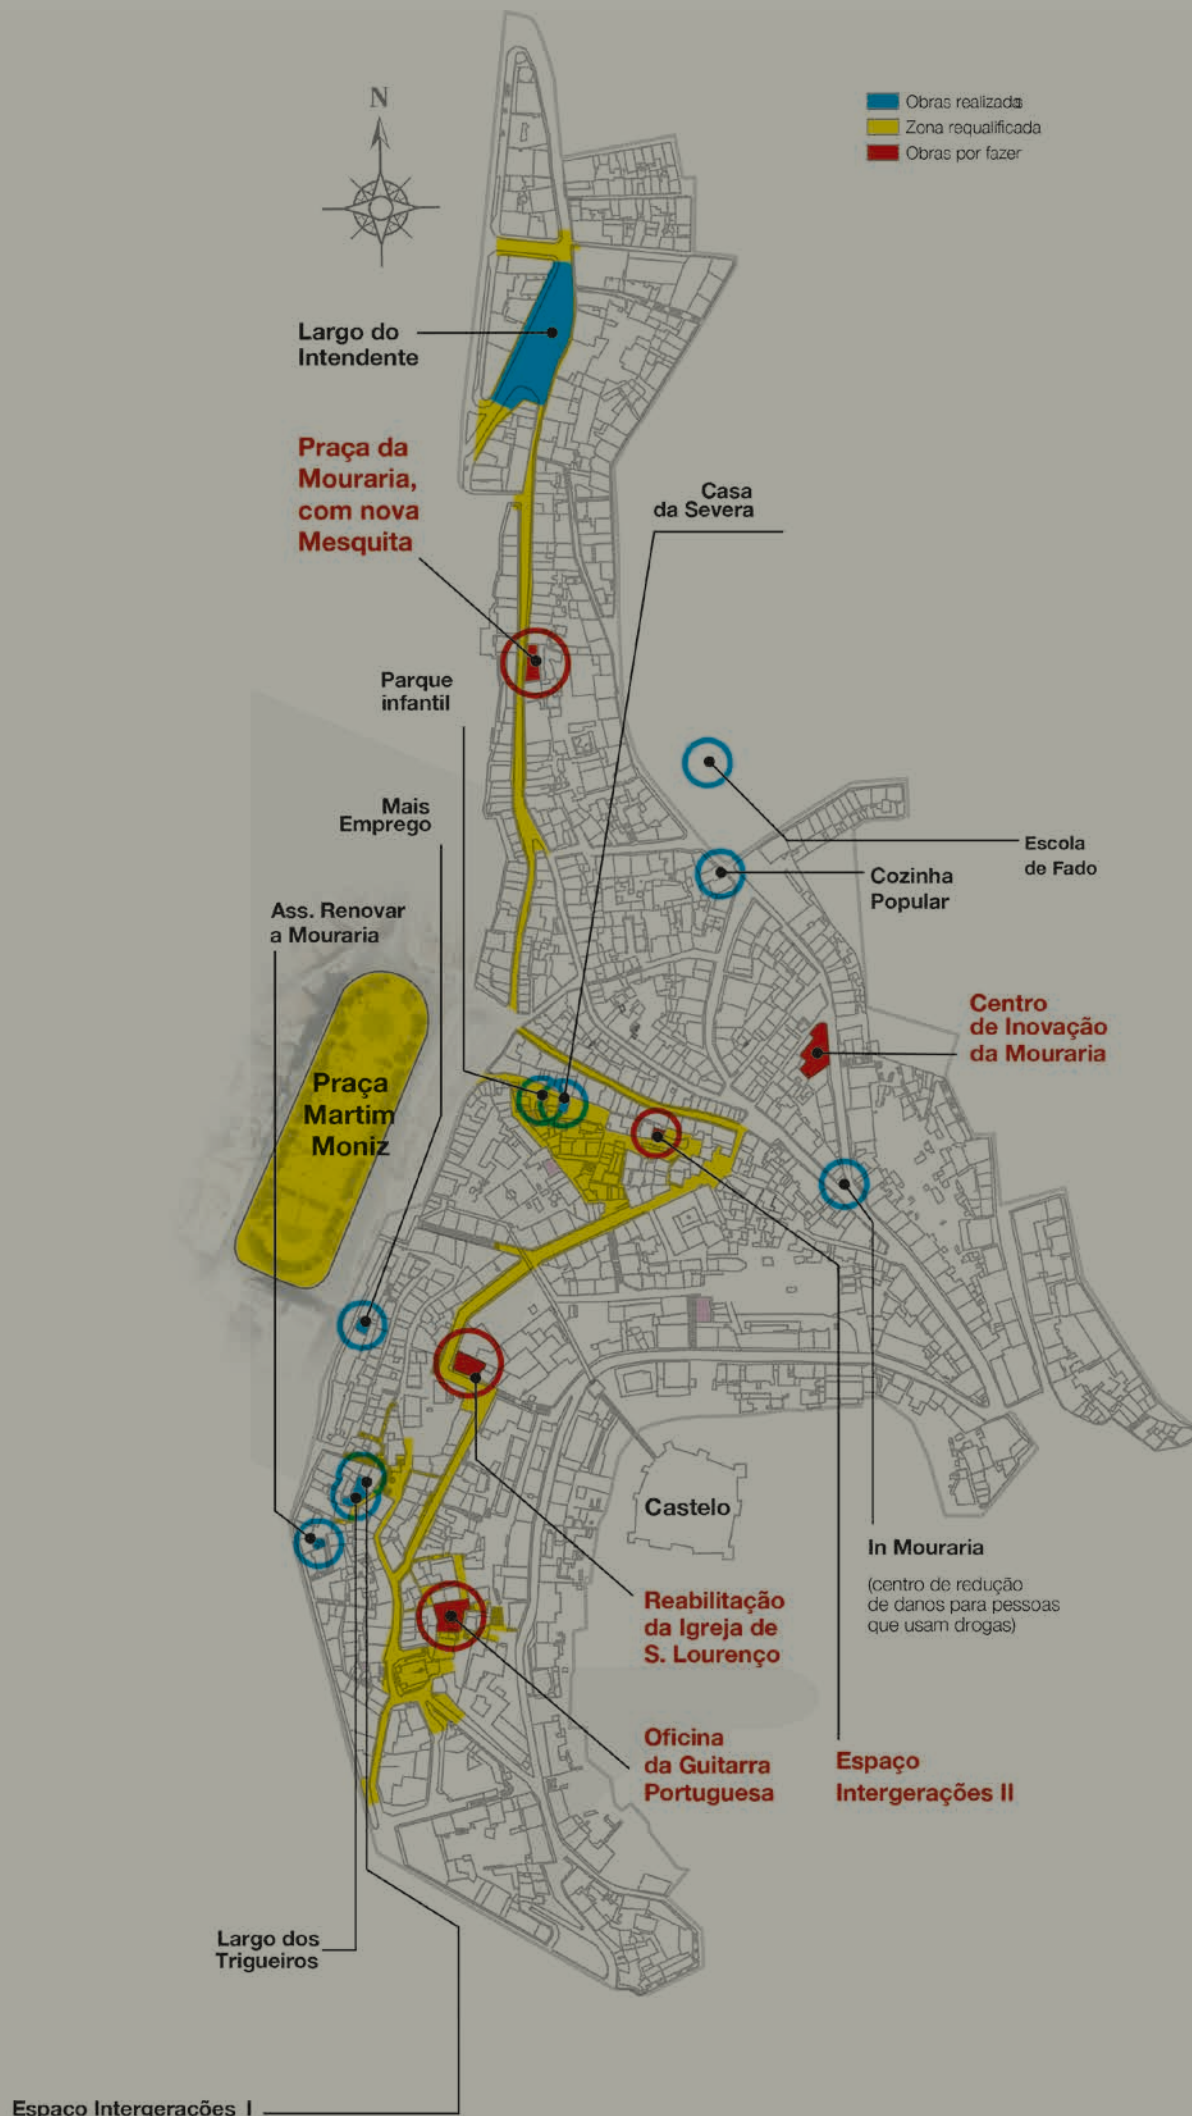 N
Obras realizadas
Zona requalificada
Obras por fazer
Largo do
Intendente
Praça da
Mouraria,
com nova
Mesquita
Casa
da Severa
Parque
infantil
Mais
Emprego
Escola
de Fado
Cozinha
Popular
Ass. Renovar
a Mouraria
Centro
de Inovação
da Mouraria
Praça
Martim
Moniz
Castelo
In Mouraria
(centro de redução
de danos para pessoas
que usam drogas)
Reabilitação
da Igreja de
S. Lourenço
Oficina
da Guitarra
Portuguesa
Espaço
Intergerações II
Largo dos
Trigueiros
Espaço Intergerações I